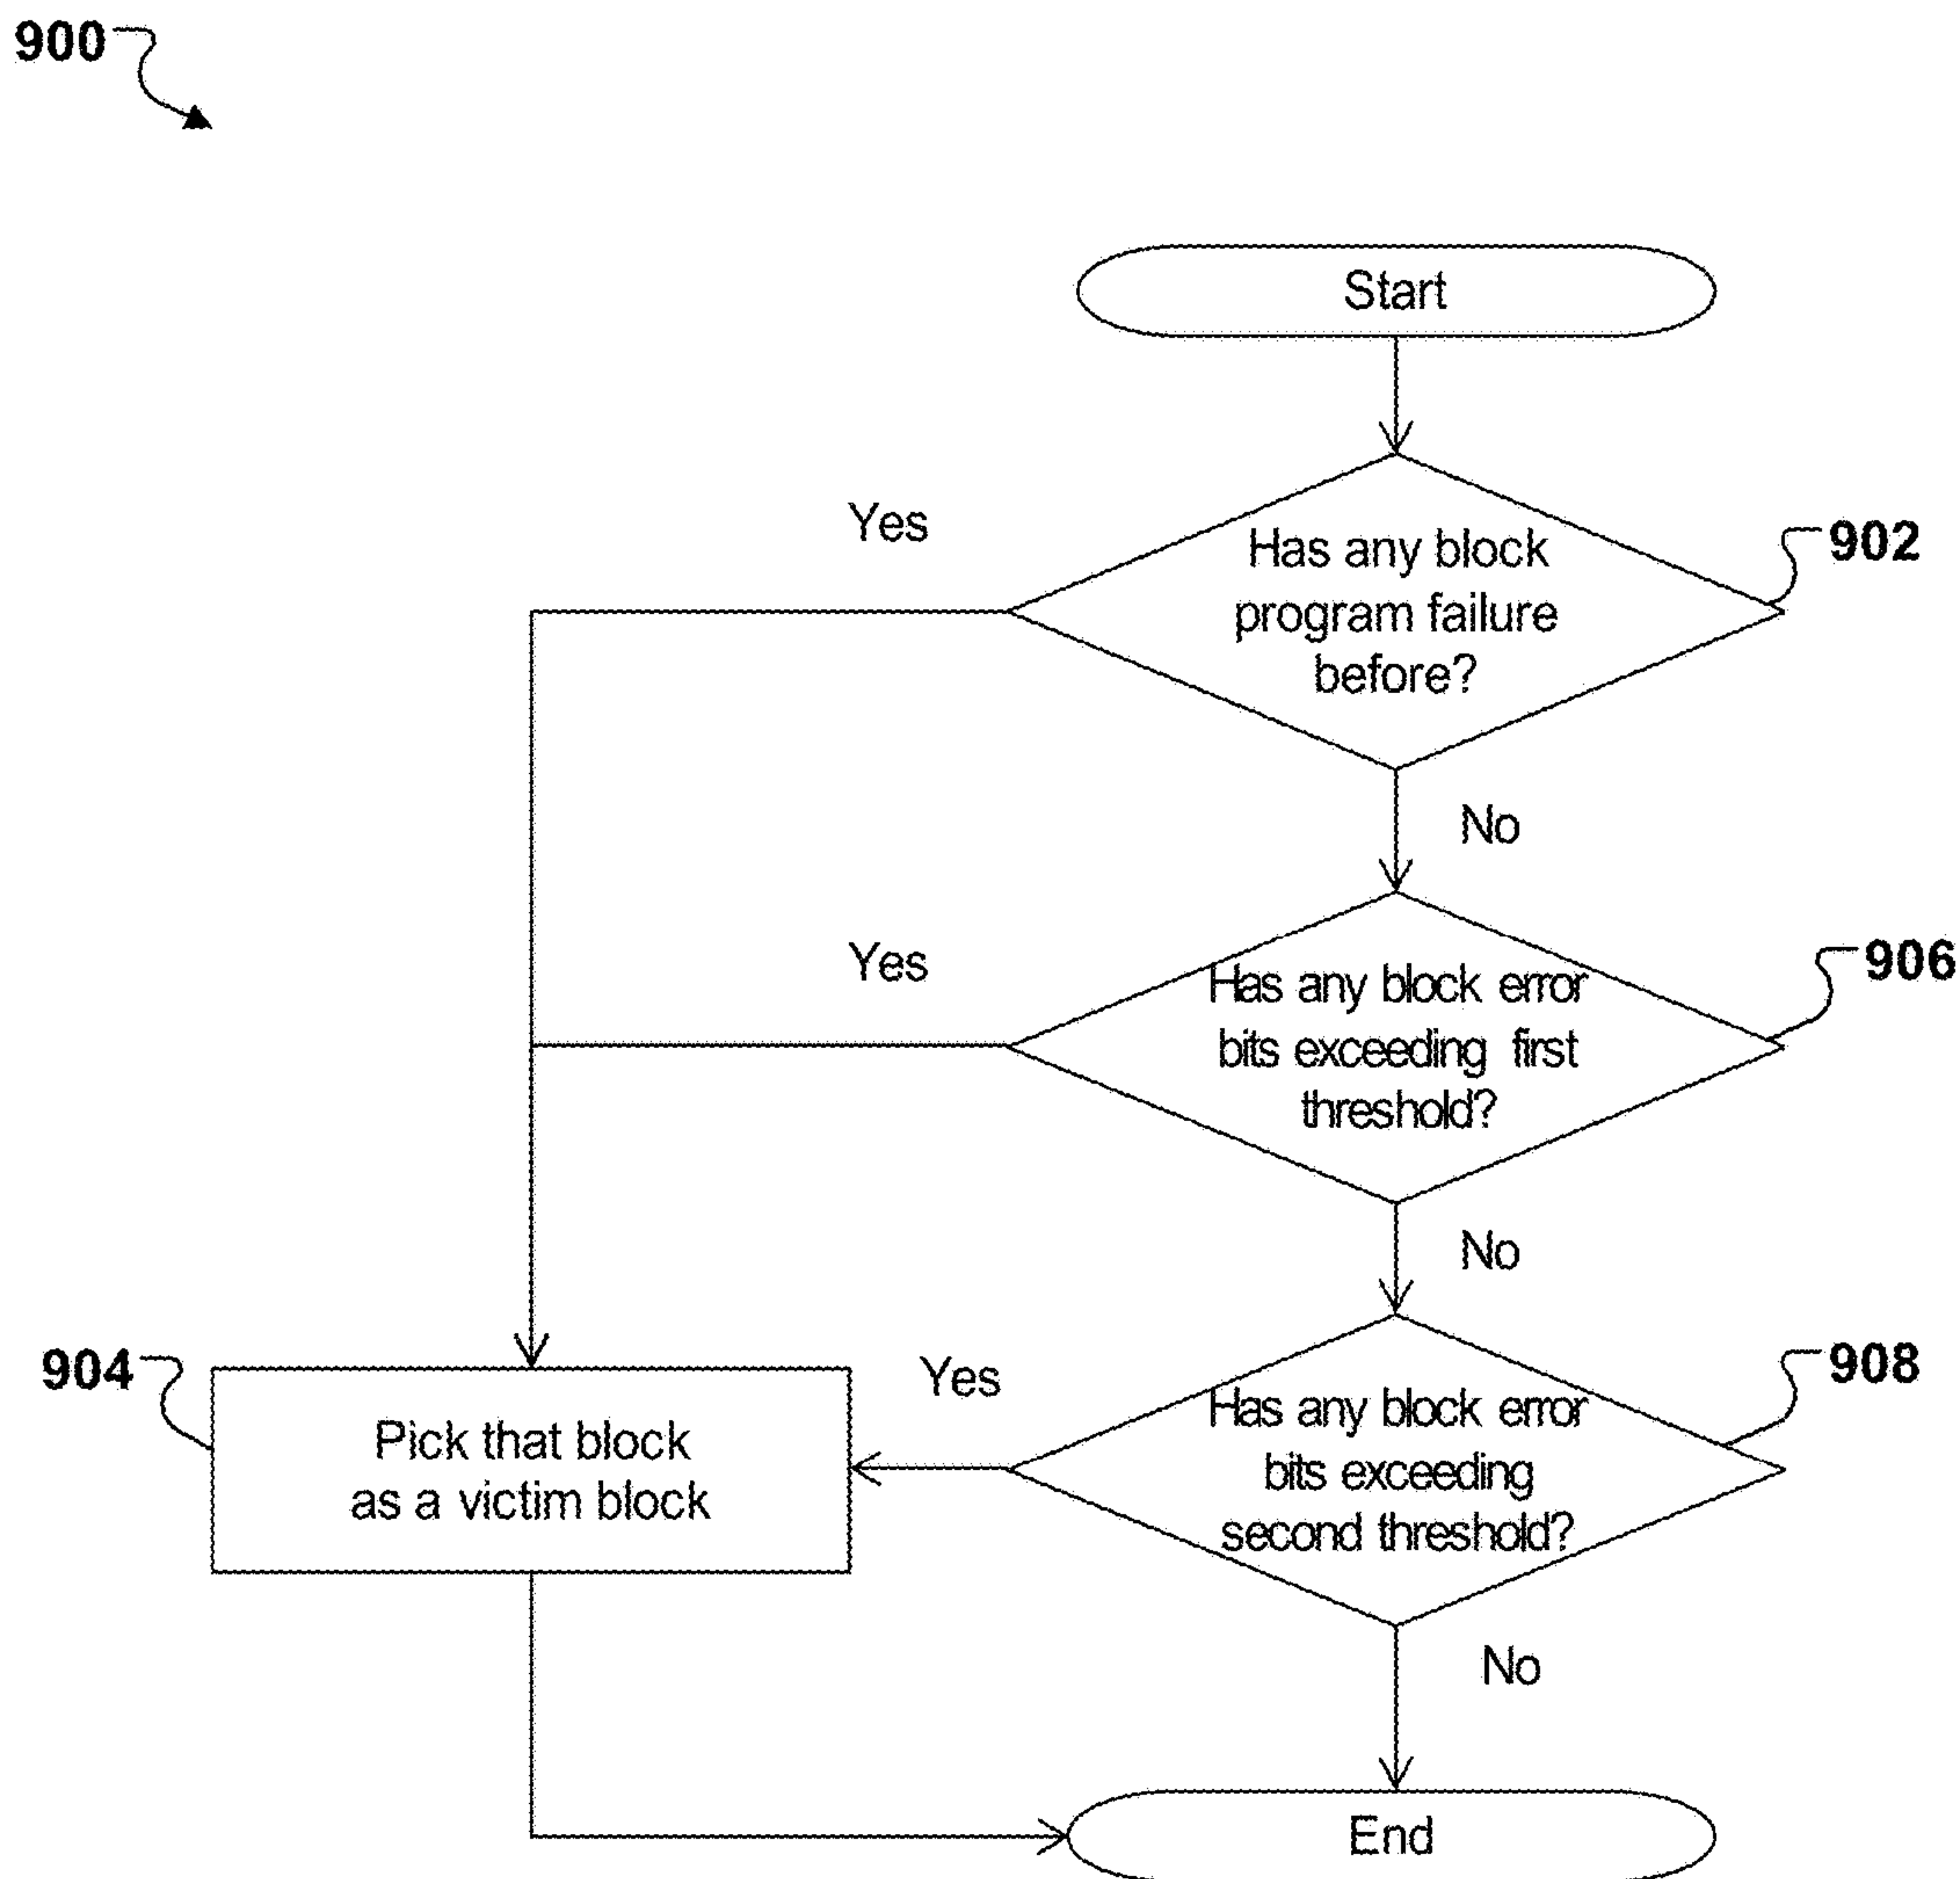 900
Start
Yes
Has any block
program failure
before?
902
No
Yes
Has any block error
bits exceeding first
threshold?
906
No
904
Pick that block
as a victim block
Yes
Has any block error
bits exceeding
second threshold?
908
No
End